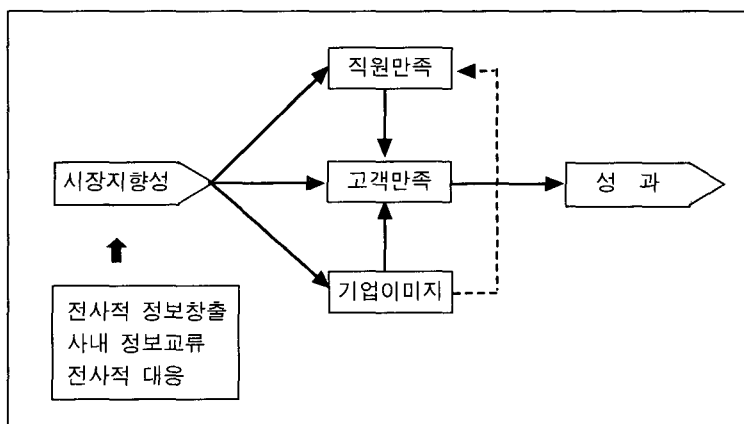 직원만족
시장지향성
고객만족
성 과
기업이미지
전사적 정보창출
사내 정보교류
전사적 대응